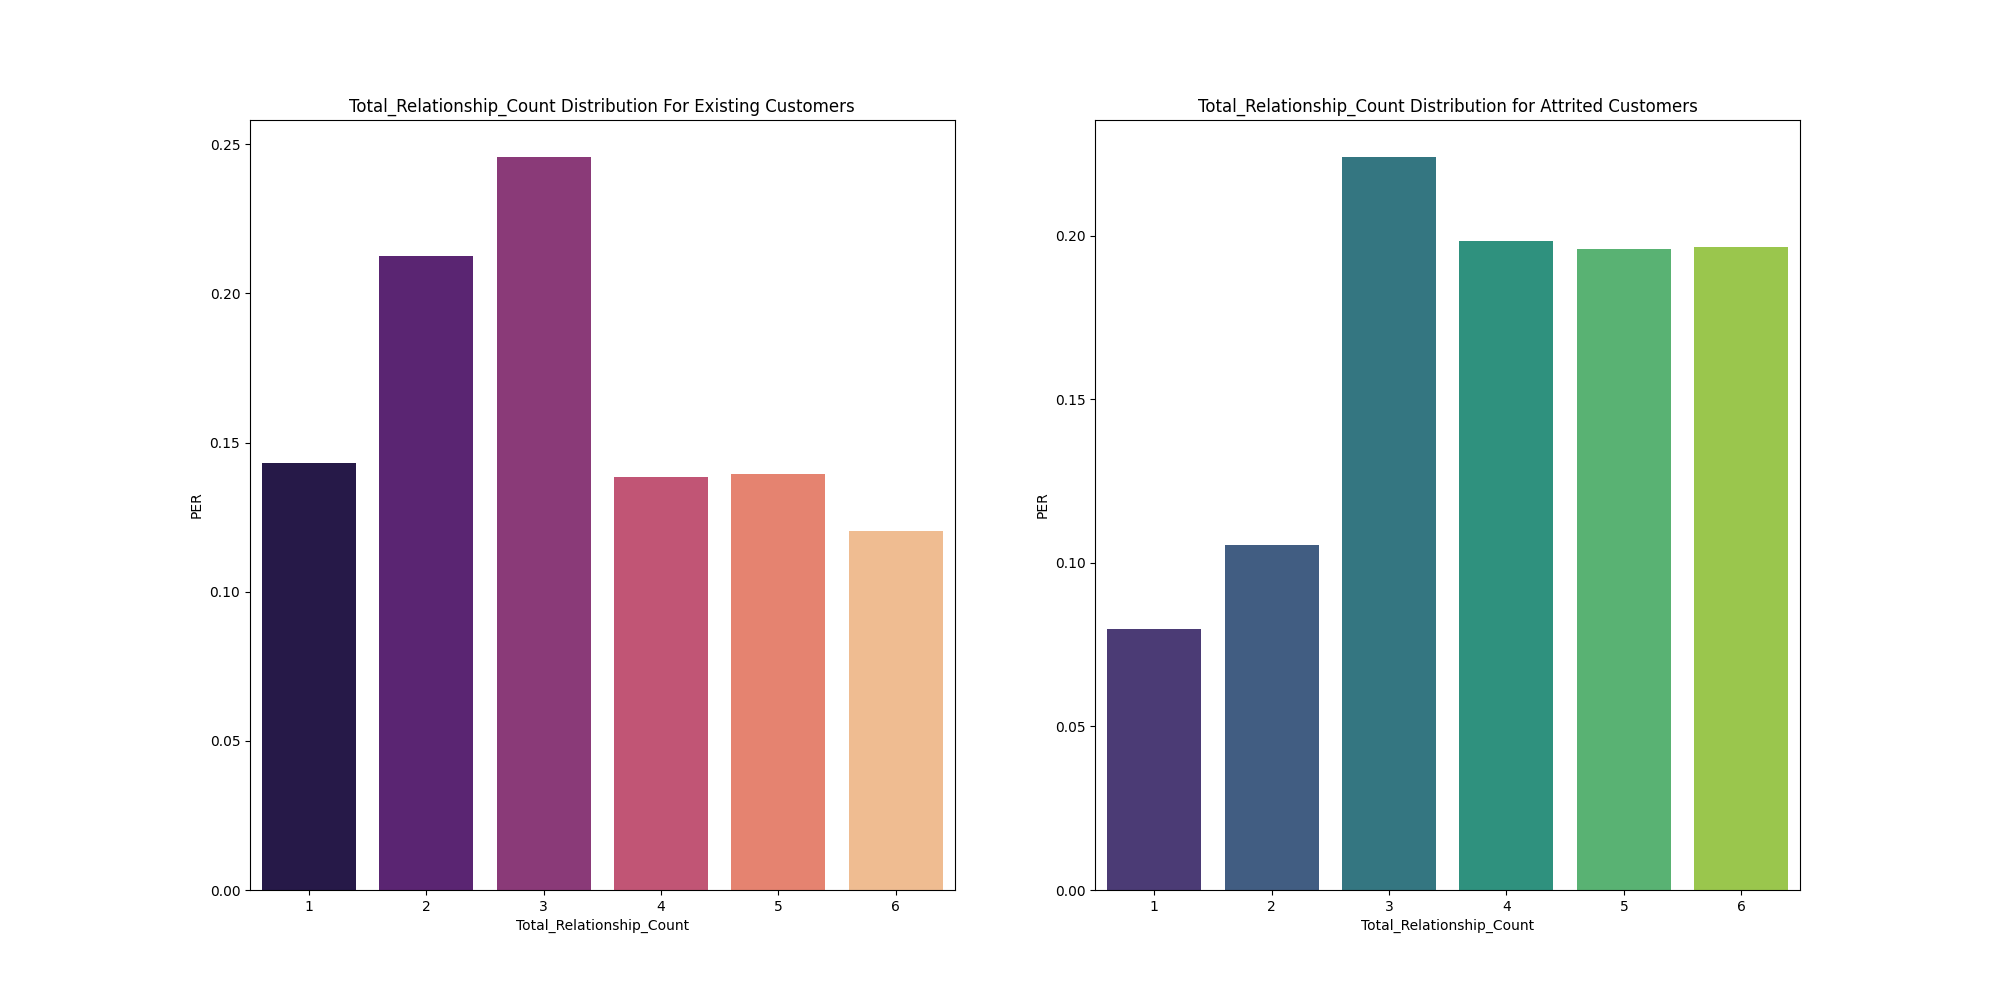 Total_Relationship_Count Distribution For Existing Customers
0.25
0.20
0.15
0.10
0.05
0.00
PER
1 2 3 4 5 6
Total_Relationship_Count
Total_Relationship_Count Distribution for Attrited Customers
0.20
0.15
0.10
0.05
0.00
PER
1 2 3 4 5 6
Total_Relationship_Count